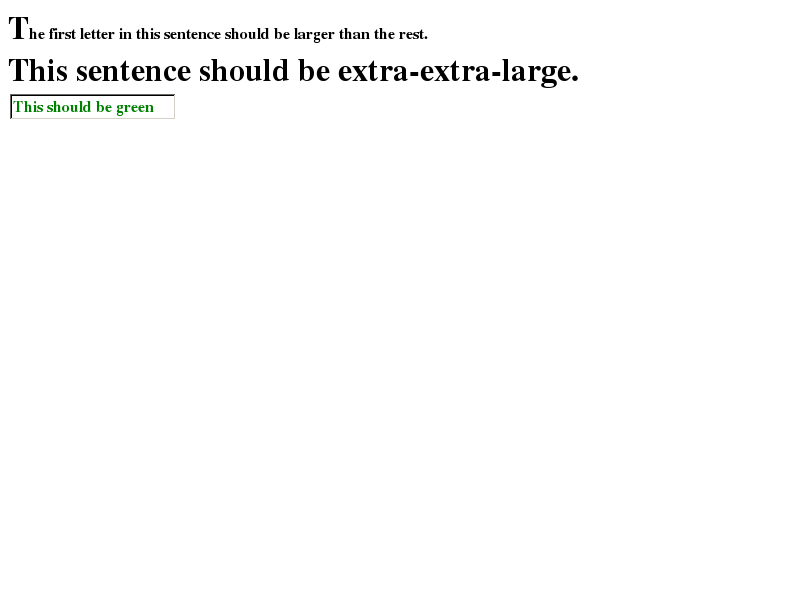 The first letter in this sentence should be larger than the rest.
This sentence should be extra-extra-large.
This should be green